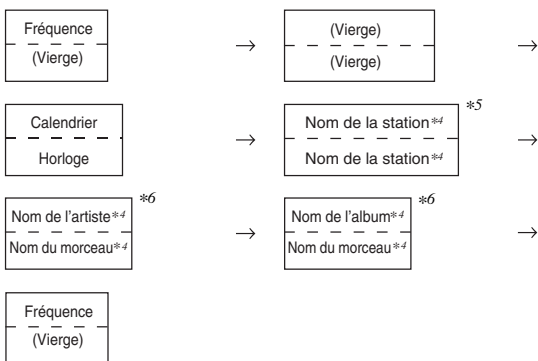 Fréquence
(Vierge)
→
(Vierge)
(Vierge)
→
Calendrier
Horloge
→
Nom de la station*4
Nom de la station*4
*5
→
Nom de l'artiste*4
Nom du morceau*4
*6
→
Nom de l'album*4
Nom du morceau*4
*6
→
Fréquence
(Vierge)